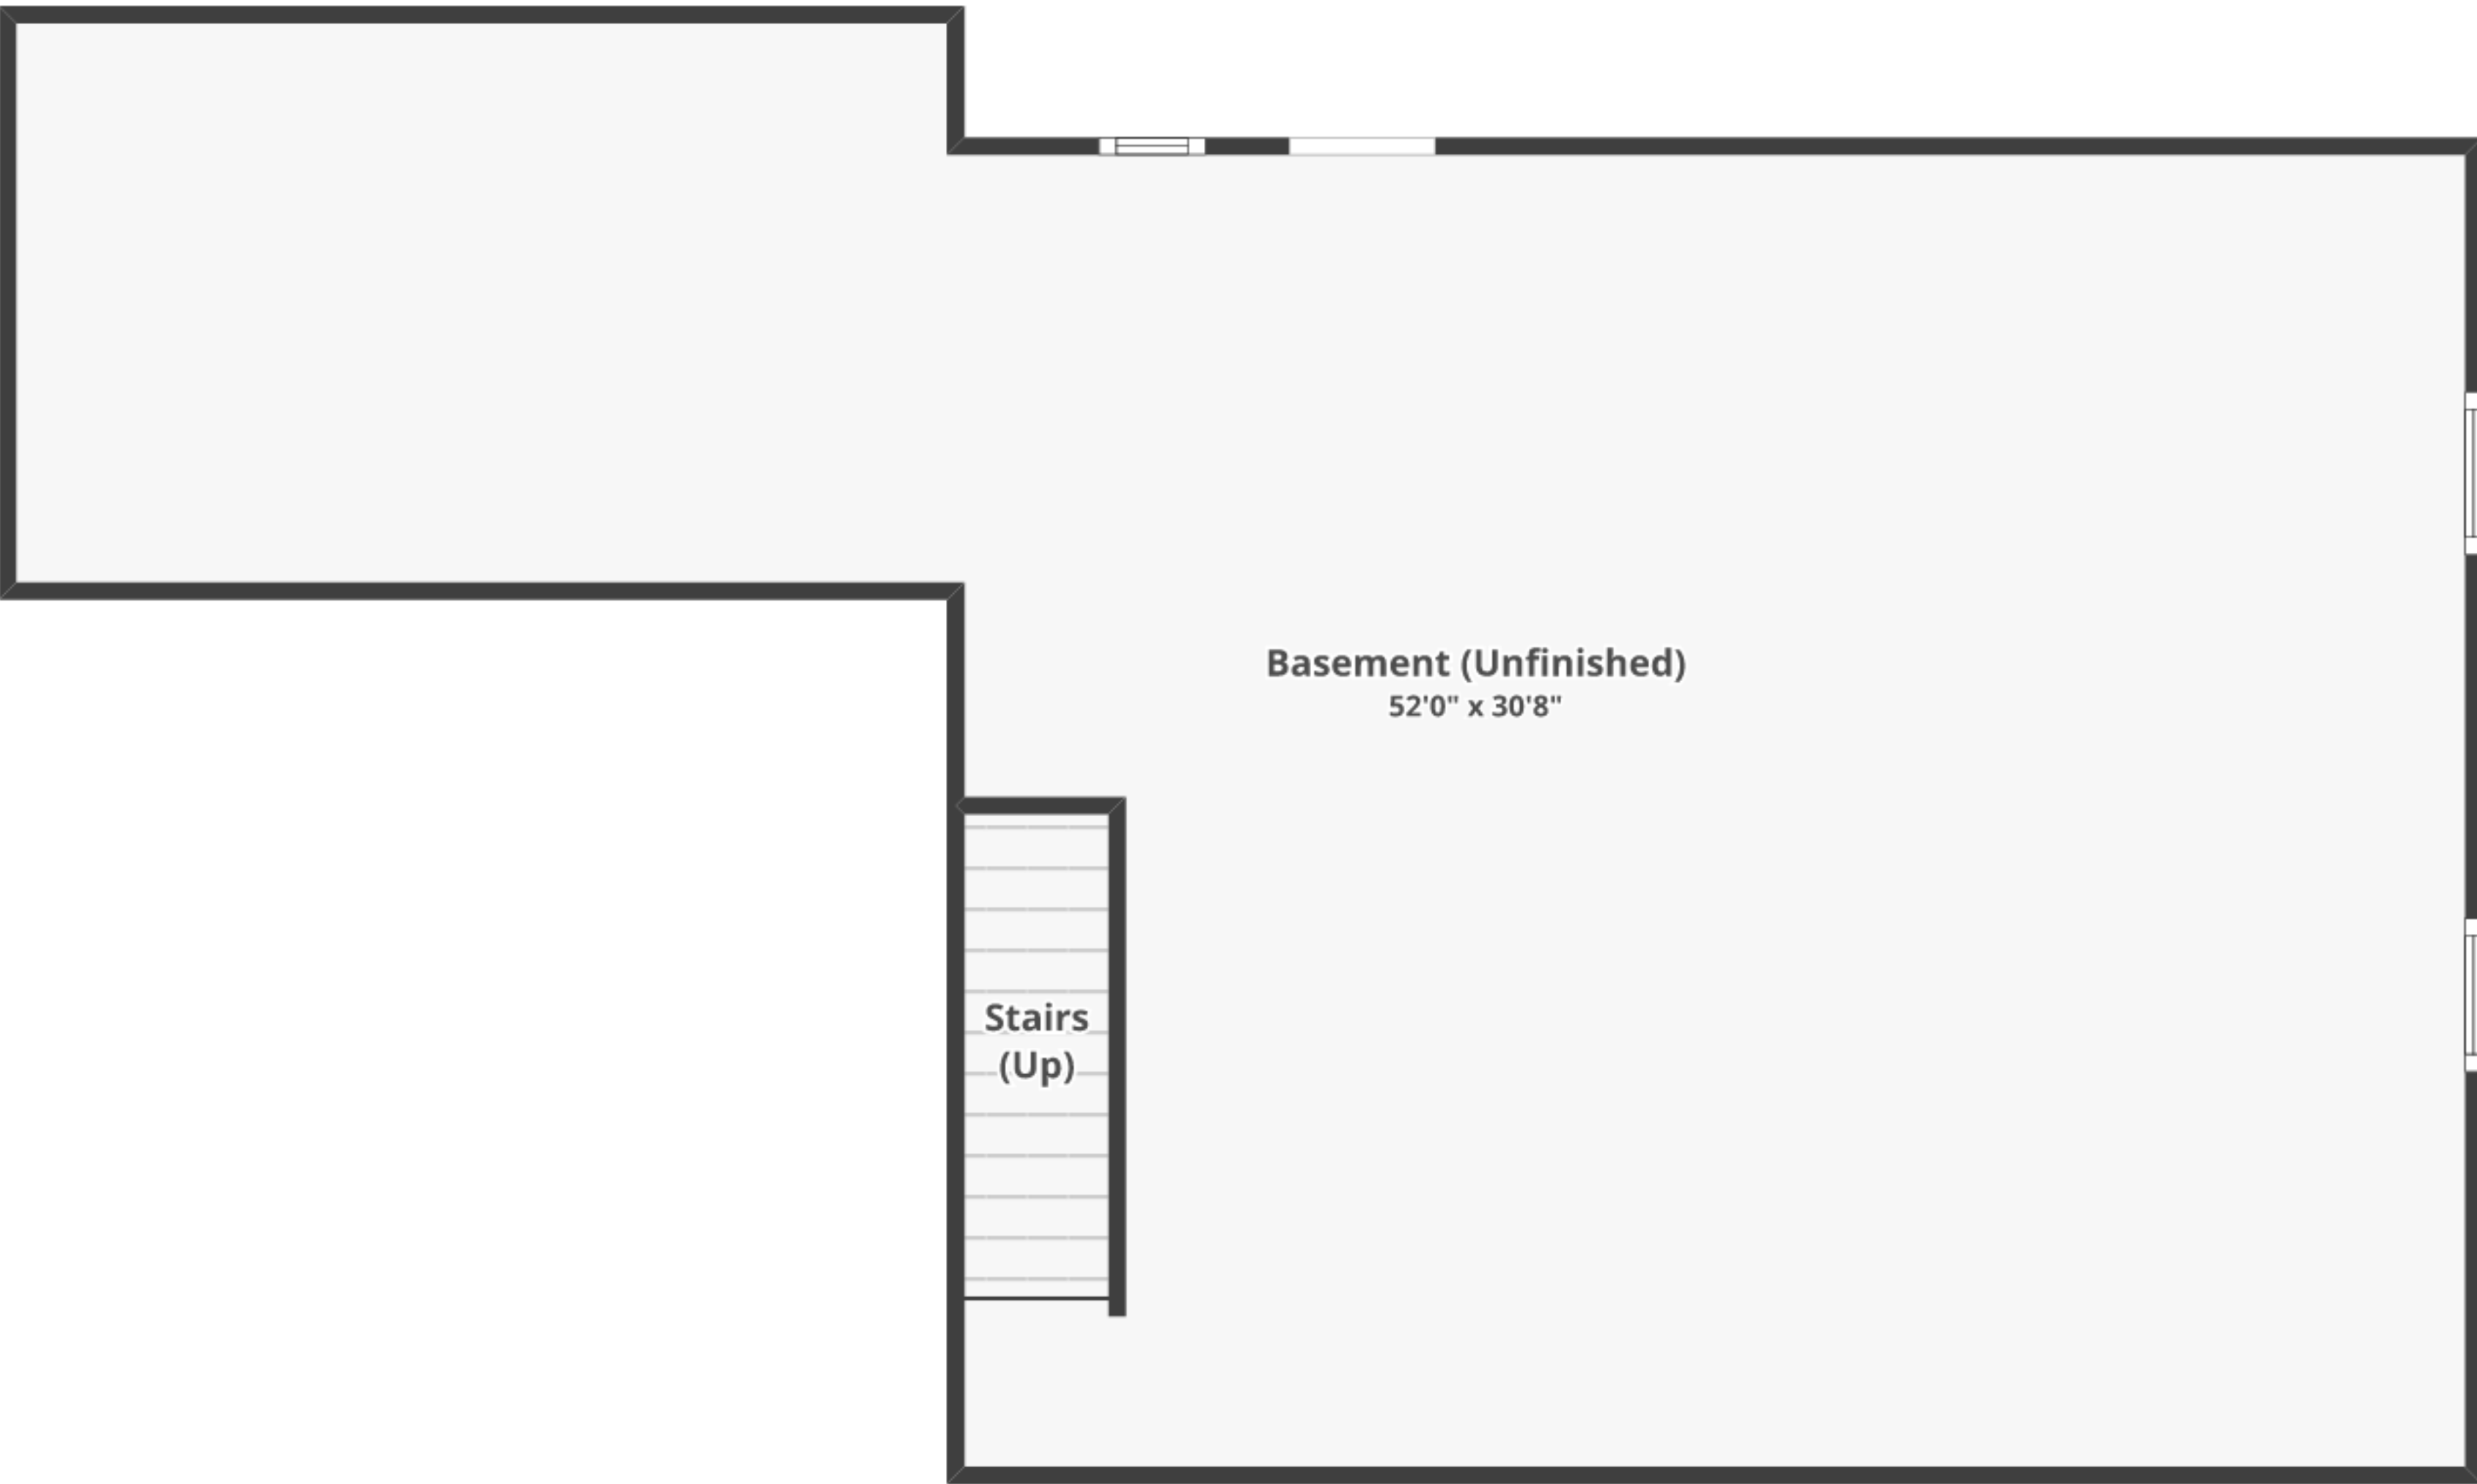 Basement (Unfinished)
52'0" x 30'8"
Stairs
(Up)